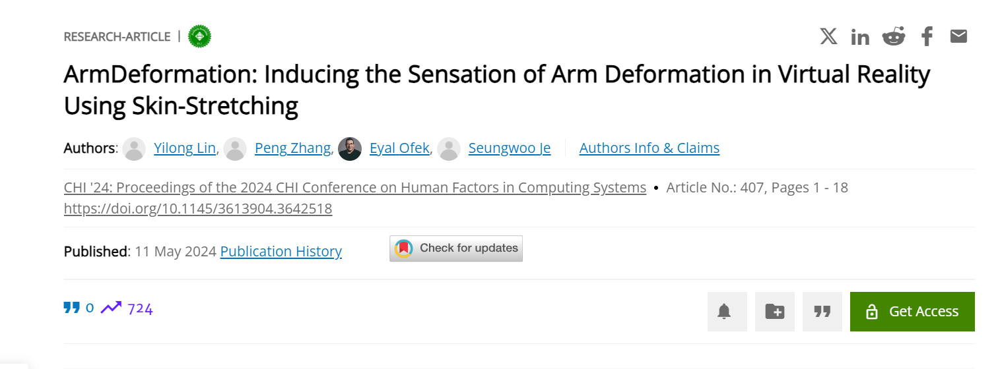 RESEARCH-ARTICLE |
ArmDeformation: Inducing the Sensation of Arm Deformation in Virtual Reality
Using Skin-Stretching
Authors: Yilong Lin, Peng Zhang, Eyal Ofek, Seungwoo Je Authors Info & Claims
CHI '24: Proceedings of the 2024 CHI Conference on Human Factors in Computing Systems • Article No.: 407, Pages 1 - 18
https://doi.org/10.1145/3613904.3642518
Published: 11 May 2024 Publication History Check for updates
0 724 Get Access